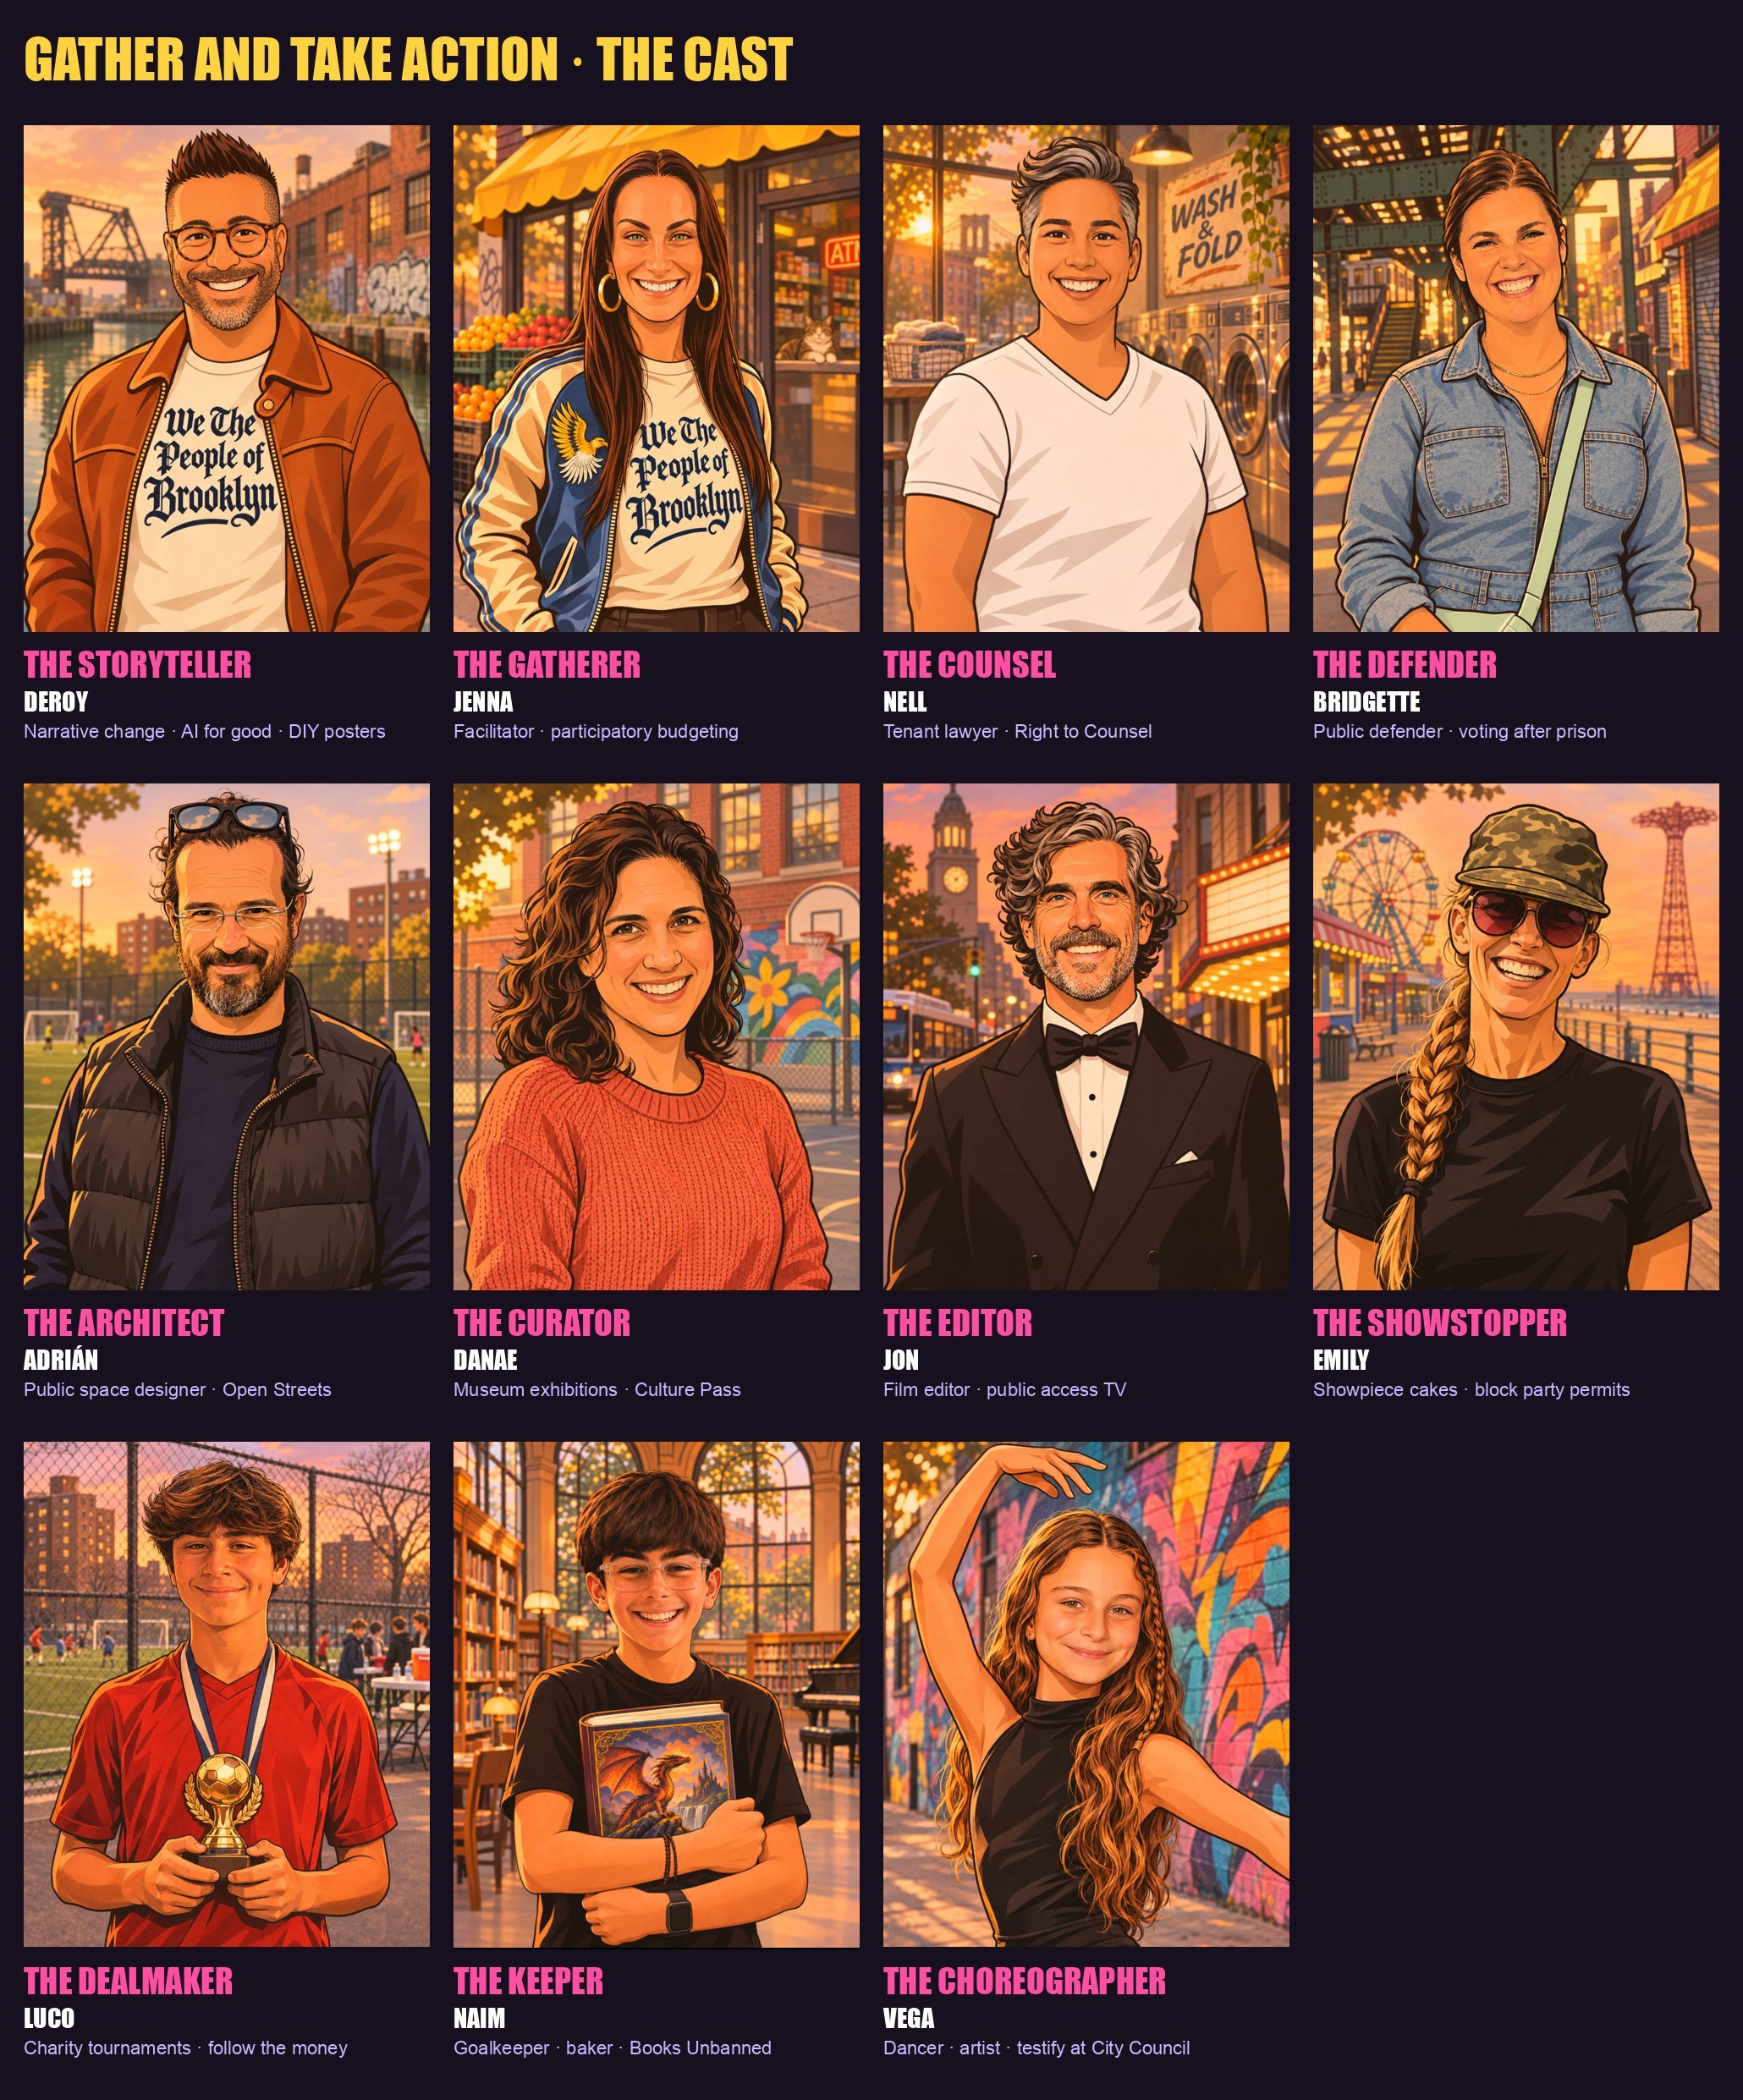 GATHER AND TAKE ACTION · THE CAST
We The
People of
Brooklyn
ATM
We The
People of
Brooklyn
WASH
&
FOLD
THE STORYTELLER
DEROY
Narrative change · AI for good · DIY posters
THE GATHERER
JENNA
Facilitator · participatory budgeting
THE COUNSEL
NELL
Tenant lawyer · Right to Counsel
THE DEFENDER
BRIDGETTE
Public defender · voting after prison
THE ARCHITECT
ADRIÁN
Public space designer · Open Streets
THE CURATOR
DANAE
Museum exhibitions · Culture Pass
THE EDITOR
JON
Film editor · public access TV
THE SHOWSTOPPER
EMILY
Showpiece cakes · block party permits
THE DEALMAKER
LUCO
Charity tournaments · follow the money
THE KEEPER
NAIM
Goalkeeper · baker · Books Unbanned
THE CHOREOGRAPHER
VEGA
Dancer · artist · testify at City Council